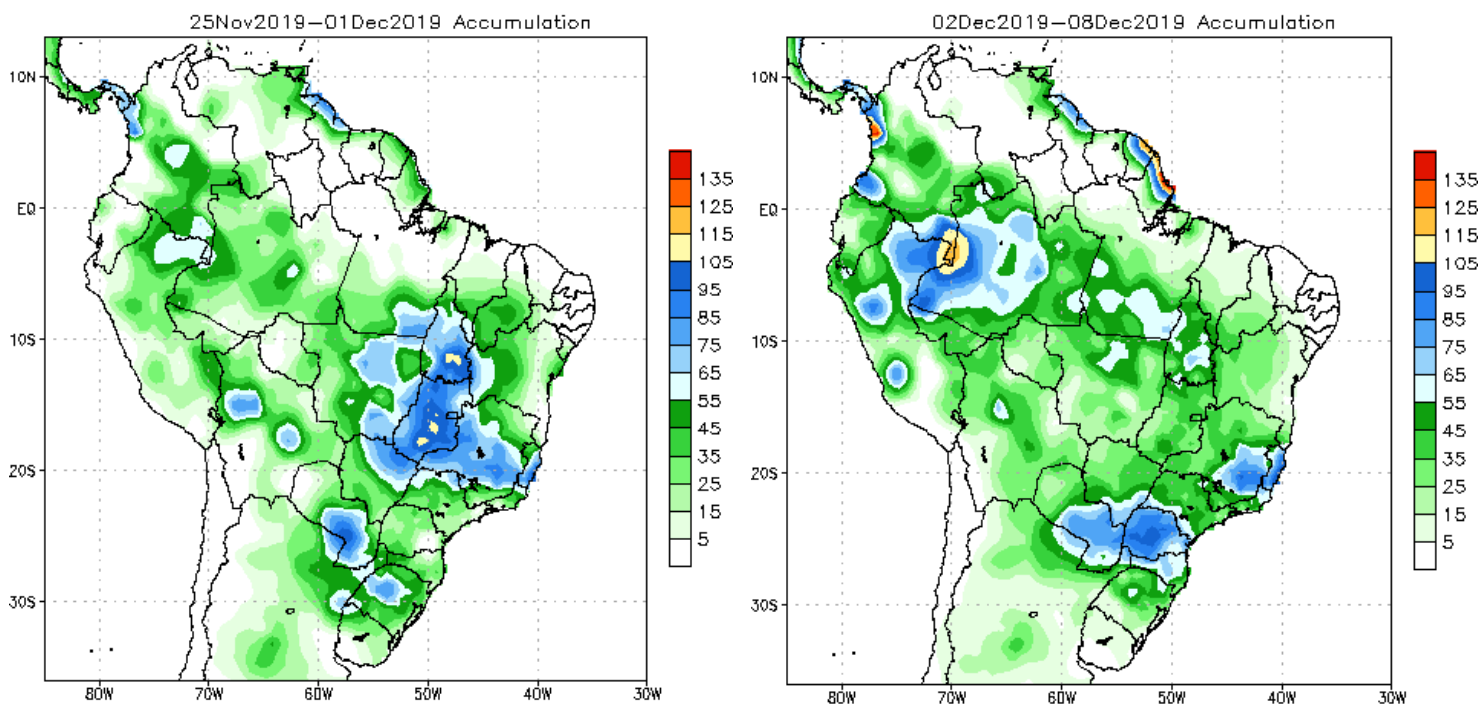 25Nov2019–01Dec2019 Accumulation
10N
EQ
10S
20S
30S
80W
70W
60W
50W
40W
30W
135
125
115
105
95
85
75
65
55
45
35
25
15
5
02Dec2019–08Dec2019 Accumulation
10N
EQ
10S
20S
30S
80W
70W
60W
50W
40W
30W
135
125
115
105
95
85
75
65
55
45
35
25
15
5